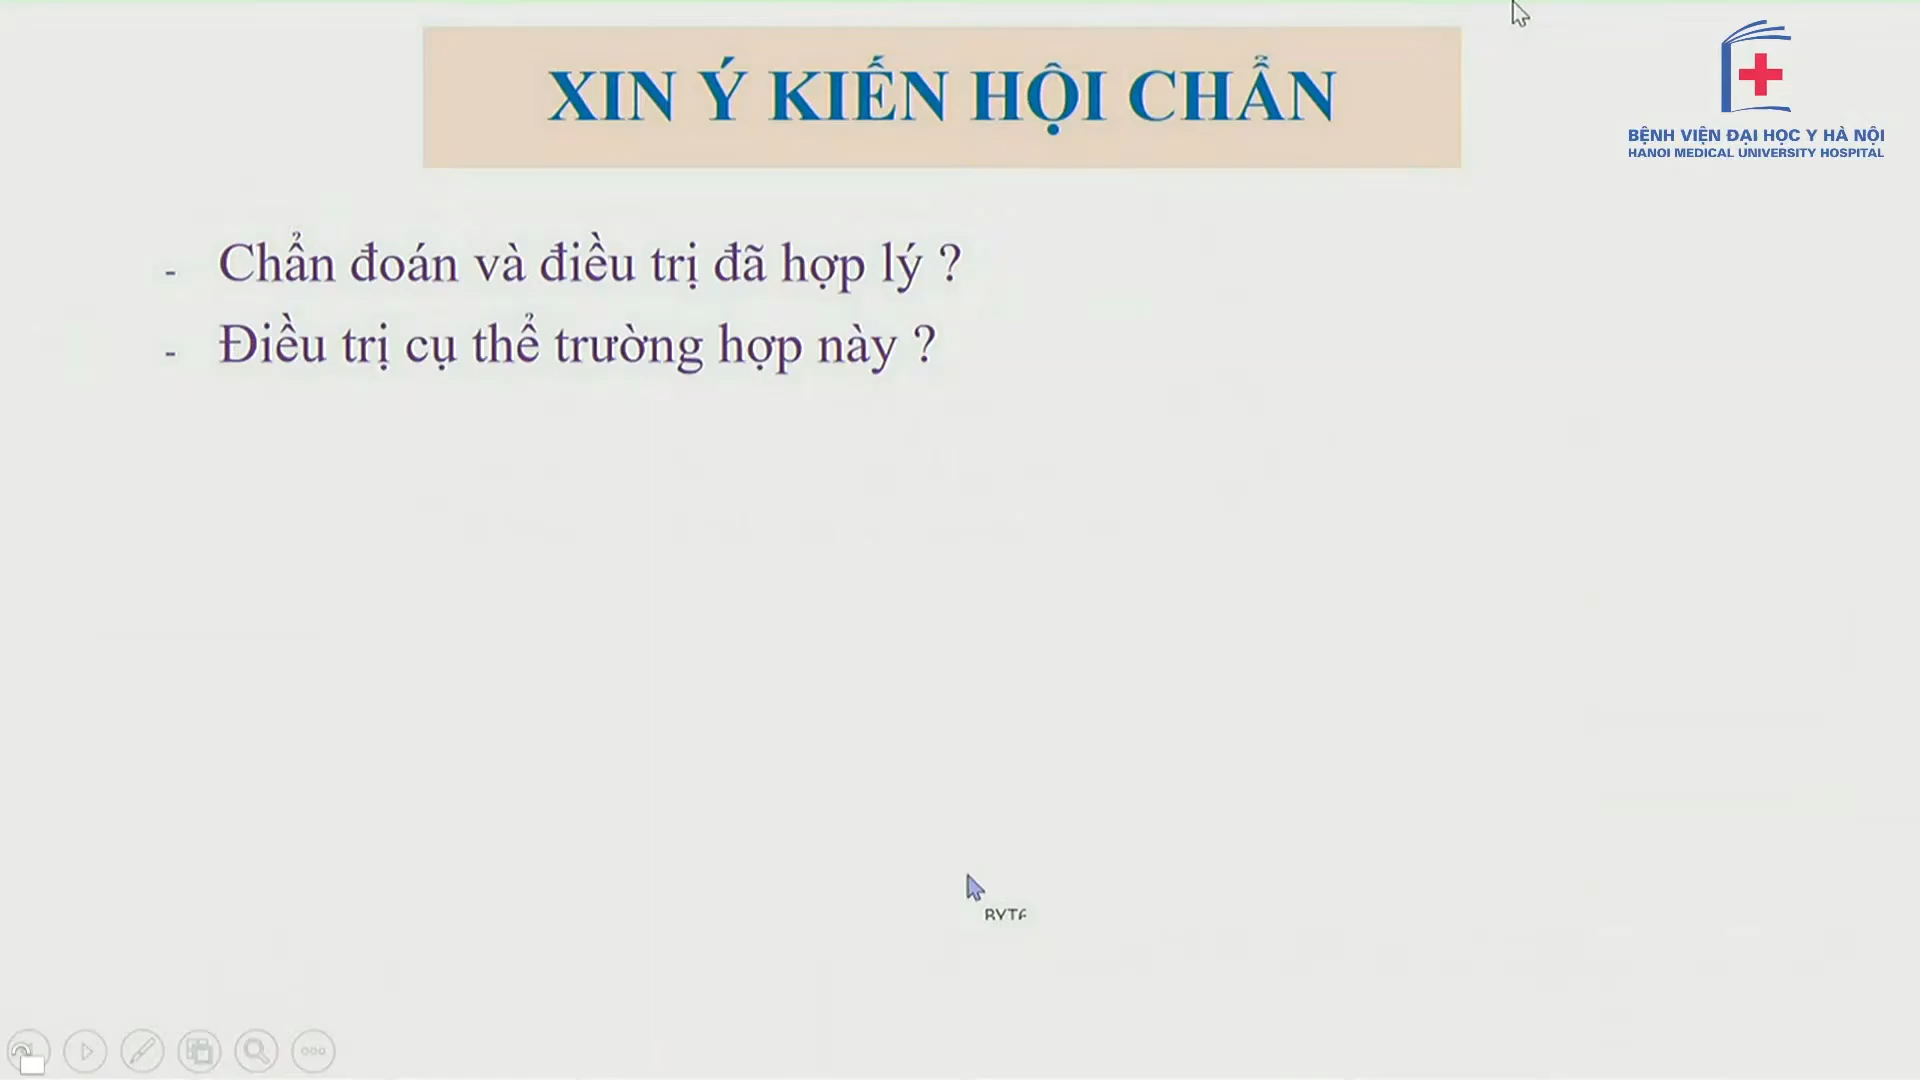 XIN Ý KIẾN HỘI CHẨN
BỆNH VIỆN ĐẠI HỌC Y HÀ NỘI
HANOI MEDICAL UNIVERSITY HOSPITAL
- Chẩn đoán và điều trị đã hợp lý ?
- Điều trị cụ thể trường hợp này ?